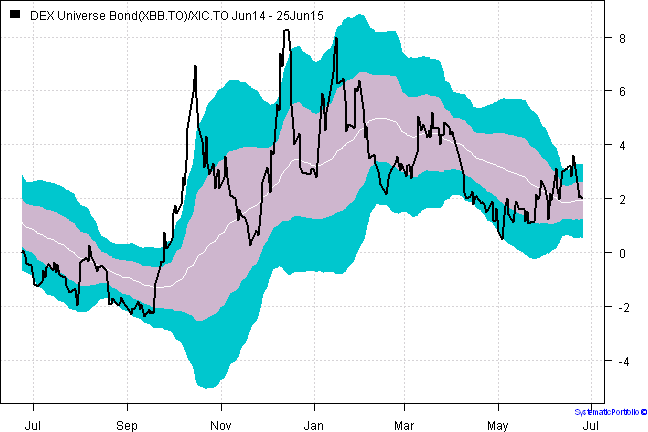 DEX Universe Bond(XBB.TO)/XIC.TO Jun14 - 25Jun15
8
6
4
2
0
-2
-4
SystematicPortfolio ©
Jul Sep Nov Jan Mar May Jul